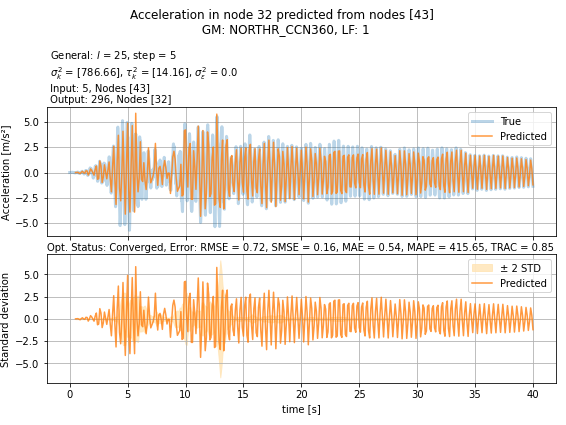 Acceleration in node 32 predicted from nodes [43]
GM: NORTHR_CCN360, LF: 1
General: l = 25, step = 5
σ²ₖ = [786.66], τ²ₖ = [14.16], σ²ε = 0.0
Input: 5, Nodes [43]
Output: 296, Nodes [32]
Acceleration [m/s²]
5.0
2.5
0.0
−2.5
−5.0
True
Predicted
Opt. Status: Converged, Error: RMSE = 0.72, SMSE = 0.16, MAE = 0.54, MAPE = 415.65, TRAC = 0.85
Standard deviation
5.0
2.5
0.0
−2.5
−5.0
± 2 STD
Predicted
0 5 10 15 20 25 30 35 40
time [s]